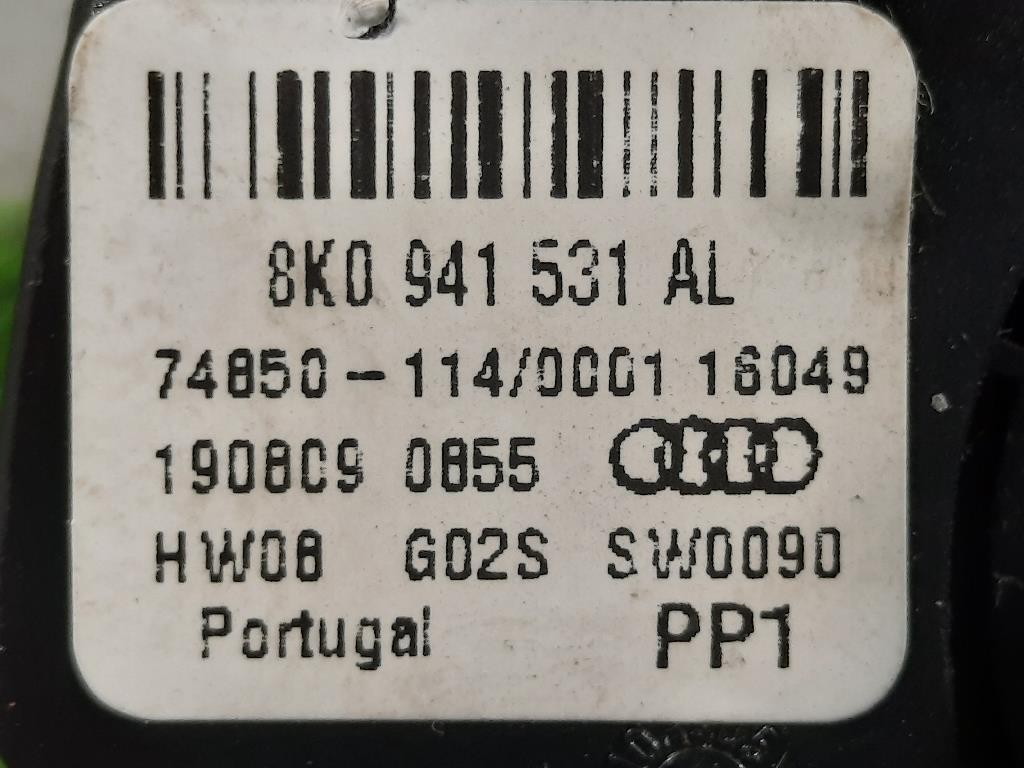 8K0 941 531 AL
74850-114/0001 16049
190809 0855
HW08 G02S SW0090
Portugal PP1